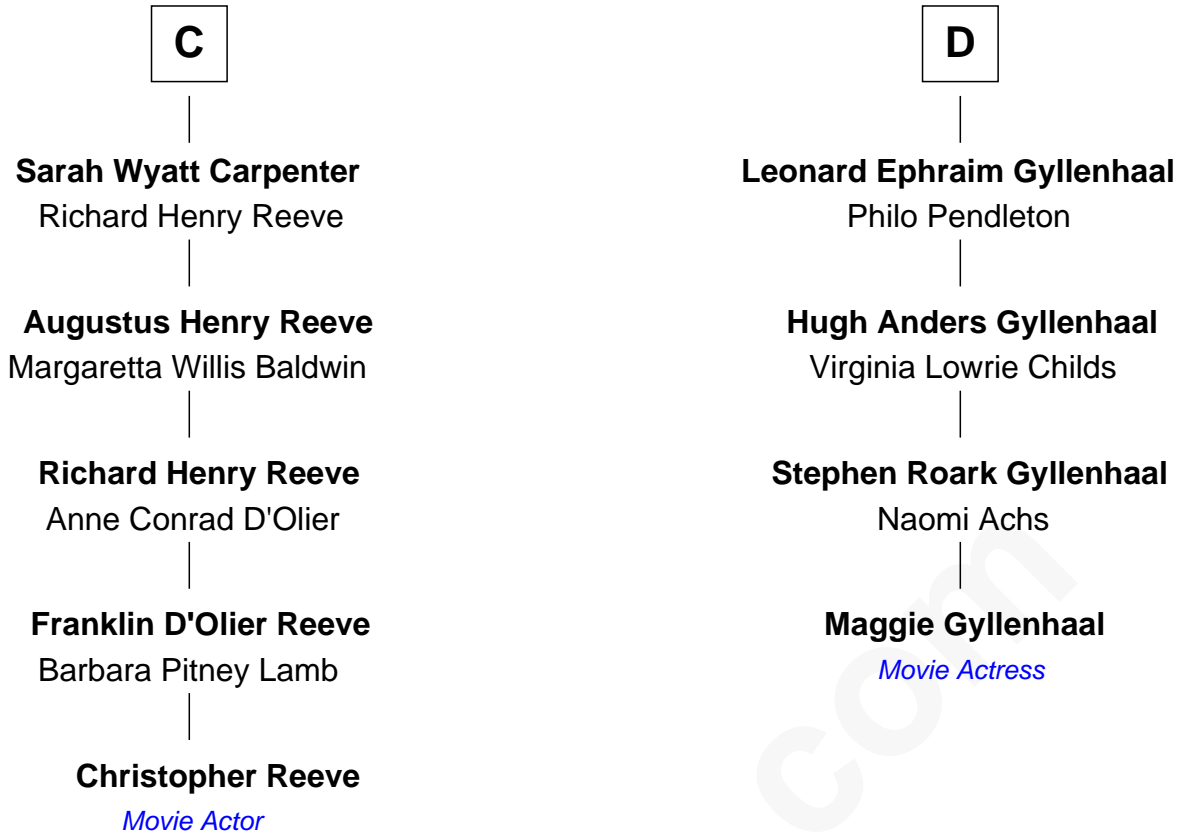 C
Sarah Wyatt Carpenter
Richard Henry Reeve
Augustus Henry Reeve
Margaretta Willis Baldwin
Richard Henry Reeve
Anne Conrad D'Olier
Franklin D'Olier Reeve
Barbara Pitney Lamb
Christopher Reeve
Movie Actor
D
Leonard Ephraim Gyllenhaal
Philo Pendleton
Hugh Anders Gyllenhaal
Virginia Lowrie Childs
Stephen Roark Gyllenhaal
Naomi Achs
Maggie Gyllenhaal
Movie Actress
com